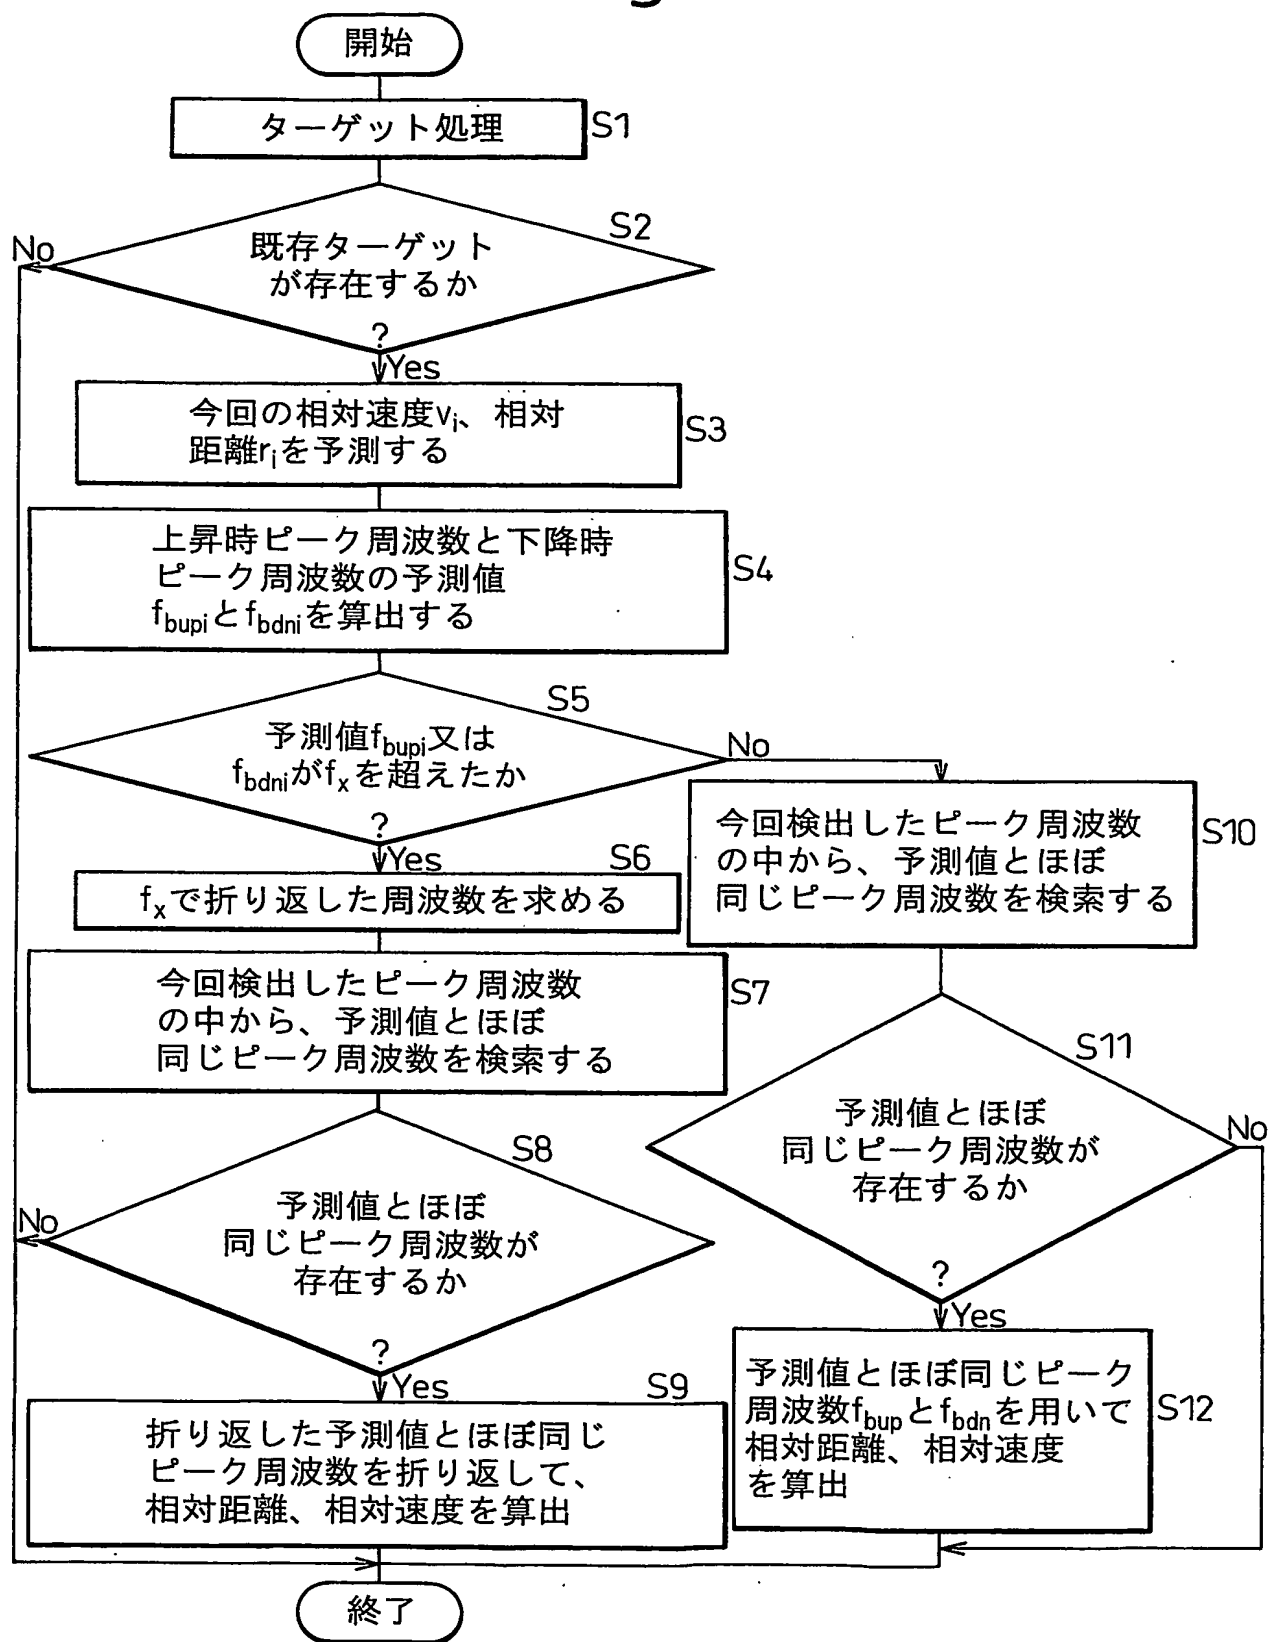 開始
ターゲット処理
S1
S2
No
既存ターゲット
が存在するか
?
Yes
今回の相対速度vi、相対
距離riを予測する
S3
上昇時ピーク周波数と下降時
ピーク周波数の予測値
fbupiとfbdniを算出する
S4
S5
予測値fbupi又は
fbdniがfxを超えたか
?
No
Yes
S6
fxで折り返した周波数を求める
今回検出したピーク周波数
の中から、予測値とほぼ
同じピーク周波数を検索する
S10
今回検出したピーク周波数
の中から、予測値とほぼ
同じピーク周波数を検索する
S7
S11
予測値とほぼ
同じピーク周波数が
存在するか
?
No
Yes
S8
予測値とほぼ
同じピーク周波数が
存在するか
?
No
Yes
S9
折り返した予測値とほぼ同じ
ピーク周波数を折り返して、
相対距離、相対速度を算出
予測値とほぼ同じピーク
周波数fbupとfbdnを用いて
相対距離、相対速度
を算出
S12
終了